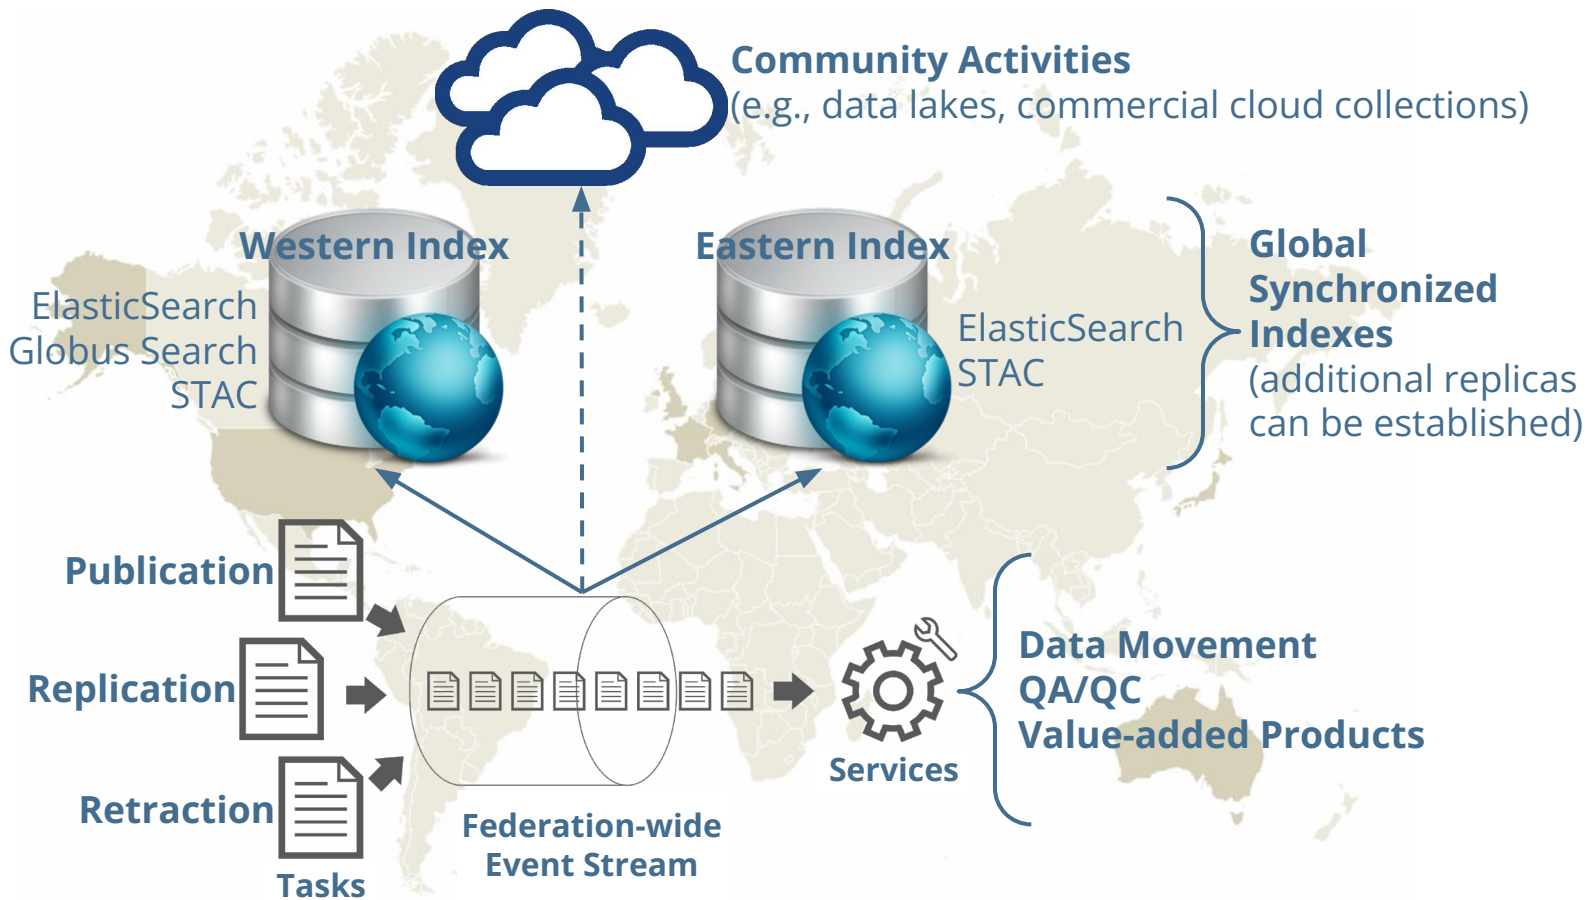 Community Activities
(e.g., data lakes, commercial cloud collections)
Western Index
ElasticSearch
Globus Search
STAC
Eastern Index
ElasticSearch
STAC
Global
Synchronized
Indexes
(additional replicas
can be established)
Publication
Replication
Retraction
Tasks
Federation-wide
Event Stream
Services
Data Movement
QA/QC
Value-added Products